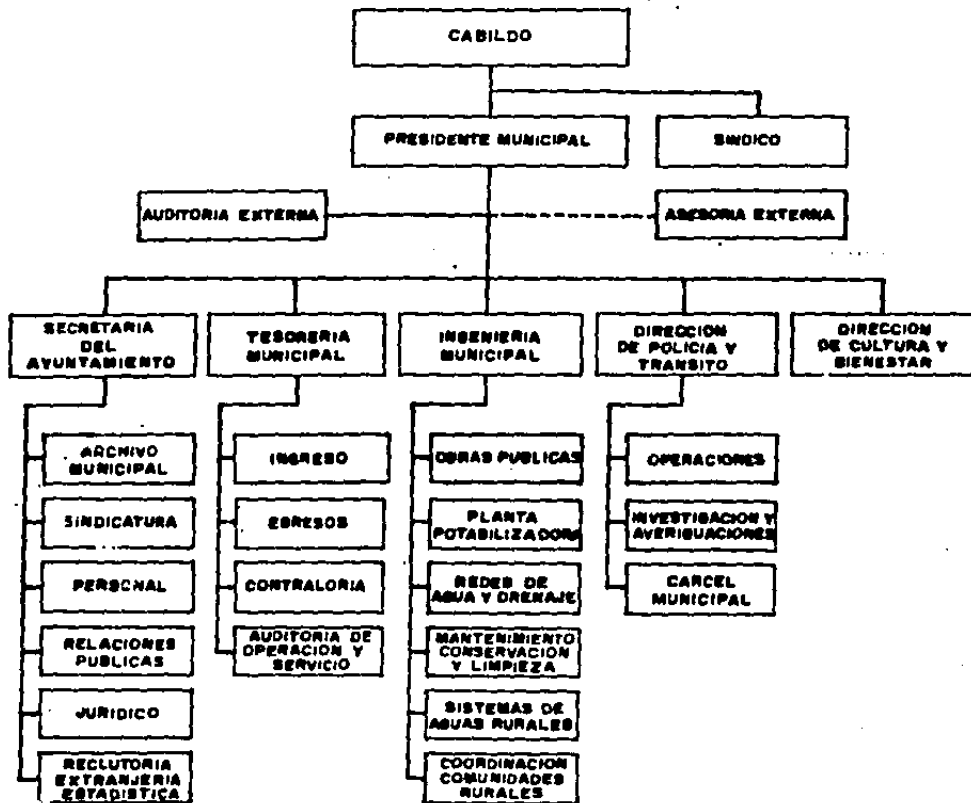 CABILDO
PRESIDENTE MUNICIPAL
SINDICO
AUDITORIA EXTERNA
ASESORIA EXTERNA
SECRETARIA
DEL
AYUNTAMIENTO
TESORERIA
MUNICIPAL
INGENIERIA
MUNICIPAL
DIRECCION
DE POLICIA Y
TRANSITO
DIRECCION
DE CULTURA Y
BIENESTAR
ARCHIVO
MUNICIPAL
SINDICATURA
PERSONAL
RELACIONES
PUBLICAS
JURIDICO
RECLUTORIA
EXTRANJERIA
ESTADISTICA
INGRESO
EGRESOS
CONTRALORIA
AUDITORIA DE
OPERACION Y
SERVICIO
OBRAS PUBLICAS
PLANTA
POTABILIZADORA
REDES DE
AGUA Y DRENAJE
MANTENIMIENTO
CONSERVACION
Y LIMPIEZA
SISTEMAS DE
AGUAS RURALES
COORDINACION
COMUNIDADES
RURALES
OPERACIONES
INVESTIGACION Y
AVERIGUACIONES
CARCEL
MUNICIPAL